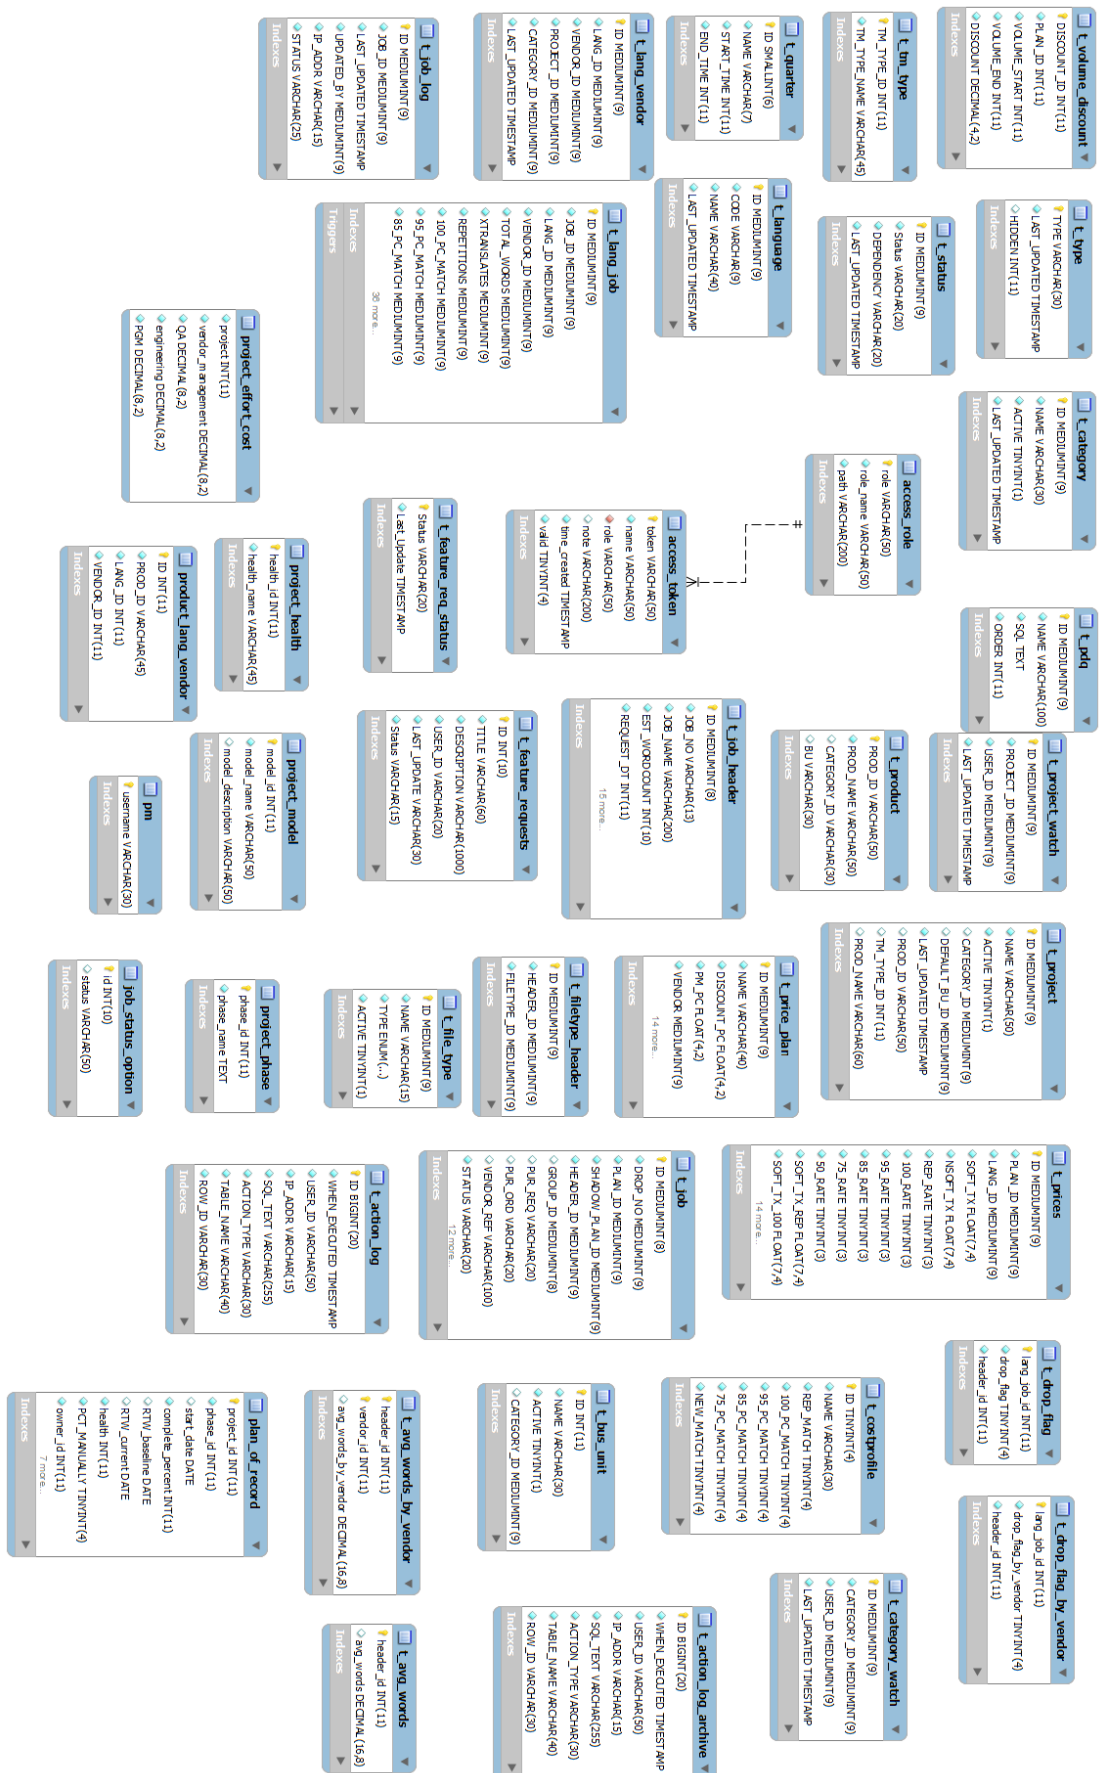 t_volume_discount
DISCOUNT_ID INT(11)
PLAN_ID INT(11)
VOLUME_START INT(11)
VOLUME_END INT(11)
DISCOUNT DECIMAL(4,2)
Indexes
t_type
TYPE VARCHAR(30)
LAST_UPDATED TIMESTAMP
HIDDEN INT(11)
Indexes
t_category
ID MEDIUMINT(9)
NAME VARCHAR(30)
ACTIVE TINYINT(1)
LAST_UPDATED TIMESTAMP
Indexes
t_pdq
ID MEDIUMINT(9)
NAME VARCHAR(100)
SQL TEXT
ORDER INT(11)
Indexes
t_project_watch
ID MEDIUMINT(9)
PROJECT_ID MEDIUMINT(9)
USER_ID MEDIUMINT(9)
LAST_UPDATED TIMESTAMP
Indexes
t_project
ID MEDIUMINT(9)
NAME VARCHAR(50)
ACTIVE TINYINT(1)
CATEGORY_ID MEDIUMINT(9)
DEFAULT_BU_ID MEDIUMINT(9)
LAST_UPDATED TIMESTAMP
PROD_ID VARCHAR(50)
TM_TYPE_ID INT(11)
PROD_NAME VARCHAR(60)
Indexes
t_prices
ID MEDIUMINT(9)
PLAN_ID MEDIUMINT(9)
LANG_ID MEDIUMINT(9)
SOFT_TX FLOAT(7,4)
NSOFT_TX FLOAT(7,4)
REP_RATE TINYINT(3)
100_RATE TINYINT(3)
95_RATE TINYINT(3)
85_RATE TINYINT(3)
75_RATE TINYINT(3)
50_RATE TINYINT(3)
SOFT_TX_REP FLOAT(7,4)
SOFT_TX_100 FLOAT(7,4)
14 more...
Indexes
t_drop_flag
lang_job_id INT(11)
drop_flag TINYINT(4)
header_id INT(11)
Indexes
t_drop_flag_by_vendor
lang_job_id INT(11)
drop_flag_by_vendor TINYINT(4)
header_id INT(11)
Indexes
t_tm_type
TM_TYPE_ID INT(11)
TM_TYPE_NAME VARCHAR(45)
Indexes
t_status
ID MEDIUMINT(9)
Status VARCHAR(20)
DEPENDENCY VARCHAR(20)
LAST_UPDATED TIMESTAMP
Indexes
access_role
role VARCHAR(50)
role_name VARCHAR(50)
path VARCHAR(200)
Indexes
t_product
PROD_ID VARCHAR(50)
PROD_NAME VARCHAR(50)
CATEGORY_ID VARCHAR(30)
BU VARCHAR(30)
Indexes
t_costprofile
ID TINYINT(4)
NAME VARCHAR(30)
REP_MATCH TINYINT(4)
100_PC_MATCH TINYINT(4)
95_PC_MATCH TINYINT(4)
85_PC_MATCH TINYINT(4)
75_PC_MATCH TINYINT(4)
NEW_MATCH TINYINT(4)
Indexes
t_category_watch
ID MEDIUMINT(9)
CATEGORY_ID MEDIUMINT(9)
USER_ID MEDIUMINT(9)
LAST_UPDATED TIMESTAMP
Indexes
t_quarter
ID SMALLINT(6)
NAME VARCHAR(7)
START_TIME INT(11)
END_TIME INT(11)
Indexes
t_language
ID MEDIUMINT(9)
CODE VARCHAR(9)
NAME VARCHAR(40)
LAST_UPDATED TIMESTAMP
Indexes
access_token
token VARCHAR(50)
name VARCHAR(50)
role VARCHAR(50)
note VARCHAR(200)
time_created TIMESTAMP
valid TINYINT(4)
Indexes
t_job_header
ID MEDIUMINT(8)
JOB_NO VARCHAR(13)
JOB_NAME VARCHAR(200)
EST_WORDCOUNT INT(10)
REQUEST_DT INT(11)
15 more...
Indexes
t_price_plan
ID MEDIUMINT(9)
NAME VARCHAR(40)
DISCOUNT_PC FLOAT(4,2)
PM_PC FLOAT(4,2)
VENDOR MEDIUMINT(9)
14 more...
Indexes
t_job
ID MEDIUMINT(8)
DROP_NO MEDIUMINT(9)
PLAN_ID MEDIUMINT(9)
SHADOW_PLAN_ID MEDIUMINT(9)
HEADER_ID MEDIUMINT(9)
GROUP_ID MEDIUMINT(8)
PUR_REQ VARCHAR(20)
PUR_ORD VARCHAR(20)
VENDOR_REF VARCHAR(100)
STATUS VARCHAR(20)
12 more...
Indexes
t_bus_unit
ID INT(11)
NAME VARCHAR(30)
ACTIVE TINYINT(1)
CATEGORY_ID MEDIUMINT(9)
Indexes
t_action_log_archive
ID BIGINT(20)
WHEN_EXECUTED TIMESTAMP
USER_ID VARCHAR(50)
IP_ADDR VARCHAR(15)
SQL_TEXT VARCHAR(255)
ACTION_TYPE VARCHAR(30)
TABLE_NAME VARCHAR(40)
ROW_ID VARCHAR(30)
Indexes
t_lang_vendor
ID MEDIUMINT(9)
LANG_ID MEDIUMINT(9)
VENDOR_ID MEDIUMINT(9)
PROJECT_ID MEDIUMINT(9)
CATEGORY_ID MEDIUMINT(9)
LAST_UPDATED TIMESTAMP
Indexes
t_lang_job
ID MEDIUMINT(9)
JOB_ID MEDIUMINT(9)
LANG_ID MEDIUMINT(9)
VENDOR_ID MEDIUMINT(9)
TOTAL_WORDS MEDIUMINT(9)
XTRANSLATES MEDIUMINT(9)
REPETITIONS MEDIUMINT(9)
100_PC_MATCH MEDIUMINT(9)
95_PC_MATCH MEDIUMINT(9)
85_PC_MATCH MEDIUMINT(9)
36 more...
Indexes
Triggers
t_feature_req_status
Status VARCHAR(20)
Last_Update TIMESTAMP
Indexes
t_feature_requests
ID INT(10)
TITLE VARCHAR(60)
DESCRIPTION VARCHAR(1000)
USER_ID VARCHAR(20)
LAST_UPDATE VARCHAR(30)
Status VARCHAR(15)
Indexes
t_filetype_header
ID MEDIUMINT(9)
HEADER_ID MEDIUMINT(9)
FILETYPE_ID MEDIUMINT(9)
Indexes
t_file_type
ID MEDIUMINT(9)
NAME VARCHAR(15)
TYPE ENUM(...)
ACTIVE TINYINT(1)
Indexes
t_action_log
ID BIGINT(20)
WHEN_EXECUTED TIMESTAMP
USER_ID VARCHAR(50)
IP_ADDR VARCHAR(15)
SQL_TEXT VARCHAR(255)
ACTION_TYPE VARCHAR(30)
TABLE_NAME VARCHAR(40)
ROW_ID VARCHAR(30)
Indexes
t_avg_words_by_vendor
header_id INT(11)
vendor_id INT(11)
avg_words_by_vendor DECIMAL(16,8)
Indexes
t_avg_words
header_id INT(11)
avg_words DECIMAL(16,8)
Indexes
t_job_log
ID MEDIUMINT(9)
JOB_ID MEDIUMINT(9)
LAST_UPDATED TIMESTAMP
UPDATED_BY MEDIUMINT(9)
IP_ADDR VARCHAR(15)
STATUS VARCHAR(25)
Indexes
project_effort_cost
project INT(11)
vendor_management DECIMAL(8,2)
QA DECIMAL(8,2)
engineering DECIMAL(8,2)
PGM DECIMAL(8,2)
Indexes
project_health
health_id INT(11)
health_name VARCHAR(45)
Indexes
project_model
model_id INT(11)
model_name VARCHAR(50)
model_description VARCHAR(50)
Indexes
project_phase
phase_id INT(11)
phase_name TEXT
Indexes
plan_of_record
project_id INT(11)
phase_id INT(11)
start_date DATE
complete_percent INT(11)
RTW_baseline DATE
RTW_current DATE
health INT(11)
PCT_MANUALLY TINYINT(4)
owner_id INT(11)
7 more...
Indexes
product_lang_vendor
ID INT(11)
PROD_ID VARCHAR(45)
LANG_ID INT(11)
VENDOR_ID INT(11)
Indexes
pm
username VARCHAR(30)
Indexes
job_status_option
id INT(10)
status VARCHAR(50)
Indexes